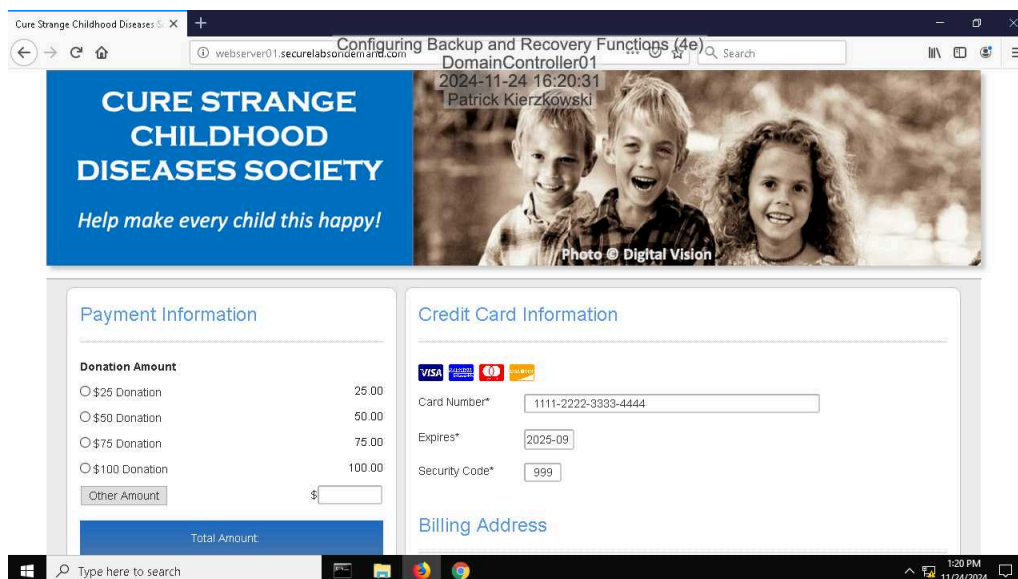 Cure Strange Childhood Diseases S
webserver01.securelabsondemand.com
Search
Configuring Backup and Recovery Functions (4e)
DomainController01
2024-11-24 16:20:31
Patrick Kierzkowski
CURE STRANGE
CHILDHOOD
DISEASES SOCIETY
Help make every child this happy!
Photo © Digital Vision
Payment Information
Donation Amount
$25 Donation 25.00
$50 Donation 50.00
$75 Donation 75.00
$100 Donation 100.00
Other Amount $
Total Amount:
Credit Card Information
VISA
Card Number* 1111-2222-3333-4444
Expires* 2025-09
Security Code* 999
Billing Address
Type here to search
1:20 PM
11/24/2024